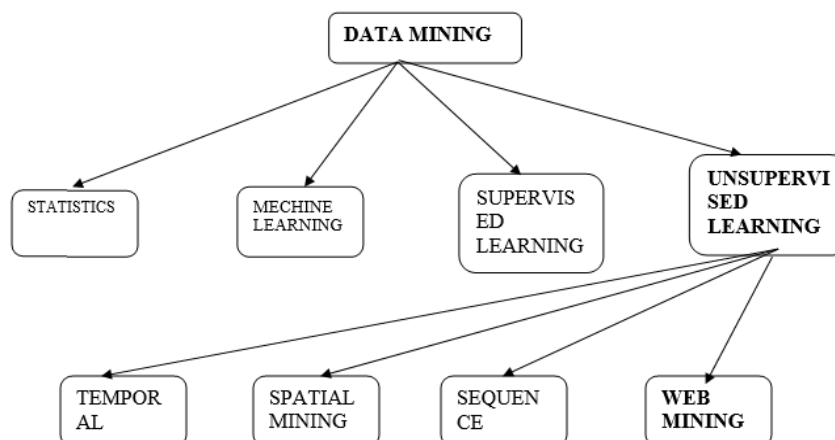 DATA MINING
STATISTICS
MECHINE
LEARNING
SUPERVIS
ED
LEARNING
UNSUPERVI
SED
LEARNING
TEMPOR
AL
SPATIAL
MINING
SEQUEN
CE
WEB
MINING